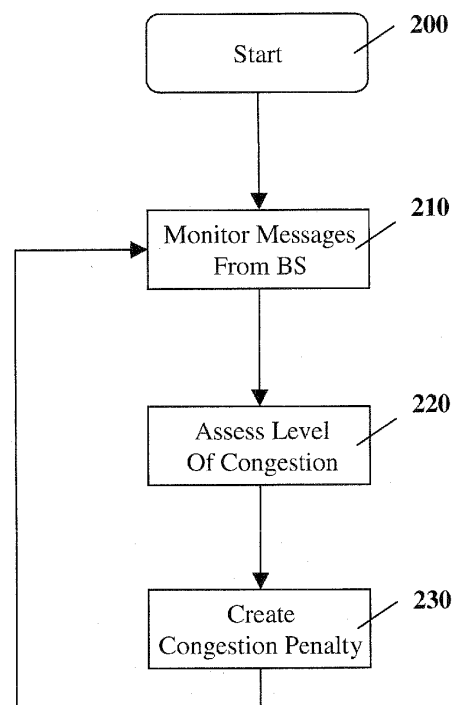 200
Start
210
Monitor Messages
From BS
220
Assess Level
Of Congestion
230
Create
Congestion Penalty